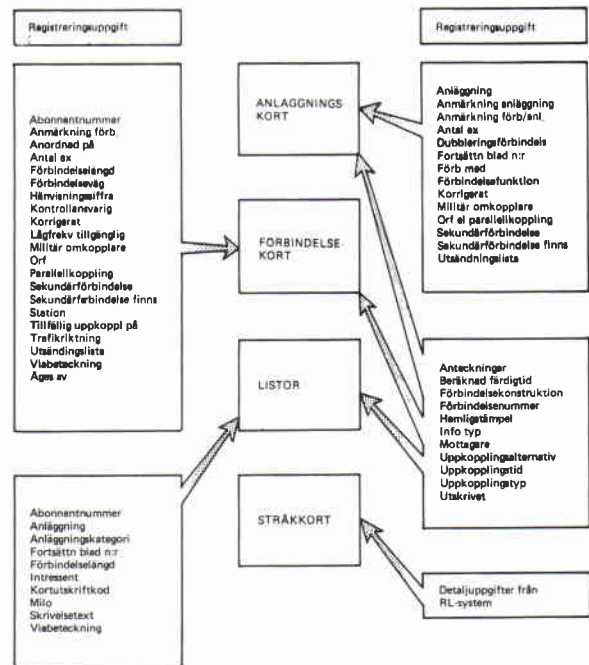 Registreringsuppgift
Abonnentnummer
Anmärkning förb.
Anordnad på
Antal ex
Förbindelselängd
Förbindelseväg
Hänvisningssiffra
Kontrollansvarig
Korrigerat
Lågfrekv tillgänglig
Militär omkopplare
Orf
Parallellkoppling
Sekundärförbindelse
Sekundärförbindelse finns
Station
Tillfällig uppkoppl på
Trafikriktning
Utsändingslista
Viabeteckning
Äges av
Abonnentnummer
Anläggning
Anläggningskategori
Fortsättn blad n:r
Förbindelselängd
Intressent
Kortutskriftkod
Milo
Skrivelsetext
Viabeteckning
ANLÄGGNINGS-
KORT
FÖRBINDELSE-
KORT
LISTOR
STRÅKKORT
Registreringsuppgift
Anläggning
Anmärkning anläggning
Anmärkning förb/anl.
Antal ex
Dubbleringsförbindels
Fortsättn blad n:r
Förb med
Förbindelsefunktion
Korrigerat
Militär omkopplare
Orf el parallellkoppling
Sekundärförbindelse
Sekundärförbindelse finns
Utsändningslista
Anteckningar
Beräknad färdigtid
Förbindelsekonstruktion
Förbindelsenummer
Hemligstämpel
Info typ
Mottagare
Uppkopplingsalternativ
Uppkopplingstid
Uppkopplingstyp
Utskrivet
Detaljuppgifter från
RL-system